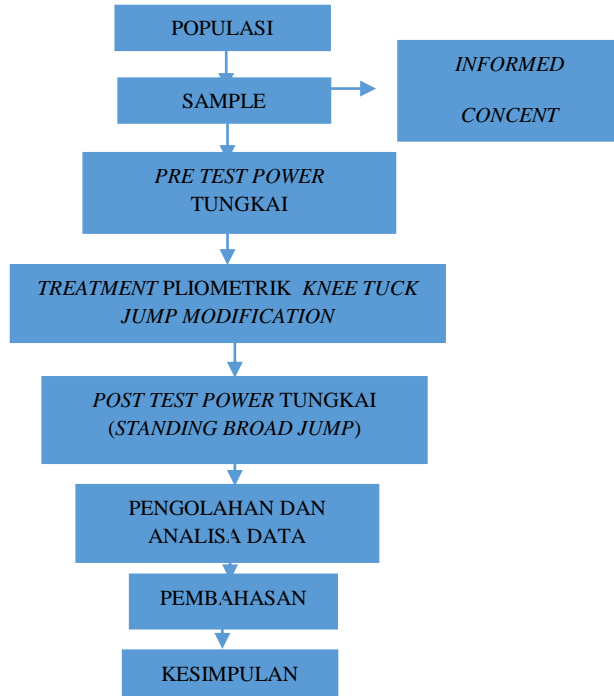 POPULASI
SAMPLE
INFORMED
CONCENT
PRE TEST POWER
TUNGKAI
TREATMENT PLIOMETRIK KNEE TUCK
JUMP MODIFICATION
POST TEST POWER TUNGKAI
(STANDING BROAD JUMP)
PENGOLAHAN DAN
ANALISA DATA
PEMBAHASAN
KESIMPULAN